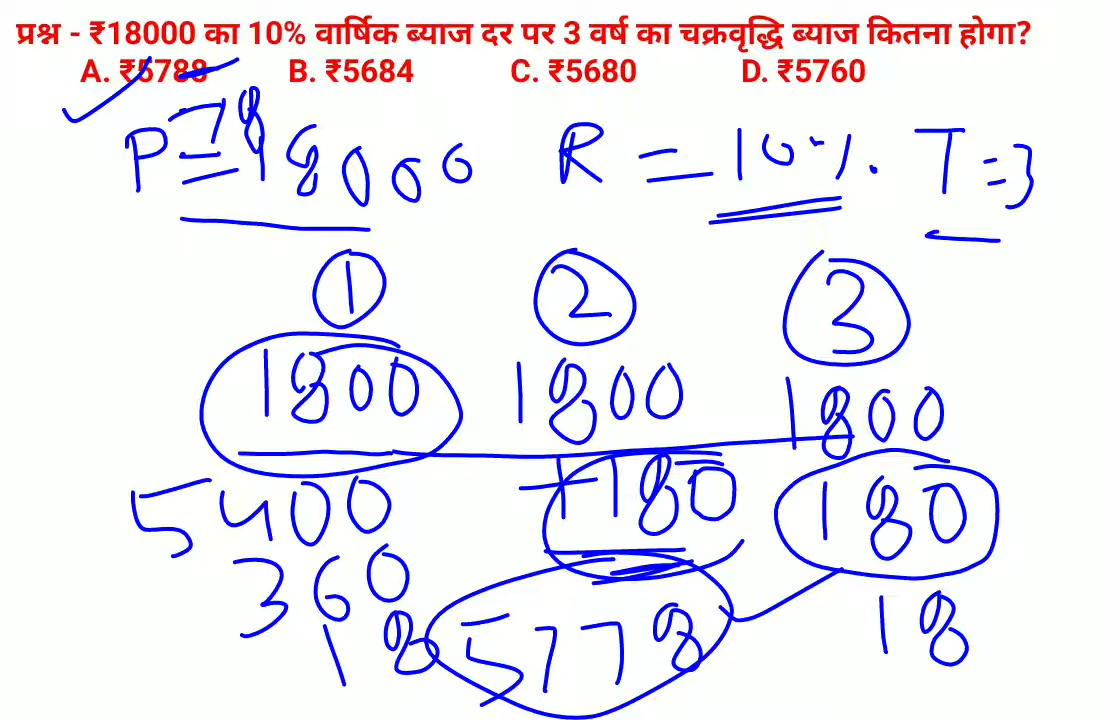 प्रश्न - ₹18000 का 10% वार्षिक ब्याज दर पर 3 वर्ष का चक्रवृद्धि ब्याज कितना होगा?
A. ₹5788 B. ₹5684 C. ₹5680 D. ₹5760
78
P = 18000 R = 10%. T = 3
1 2 3
1800 1800 1800
5400 +180 180
360
18 5778 18